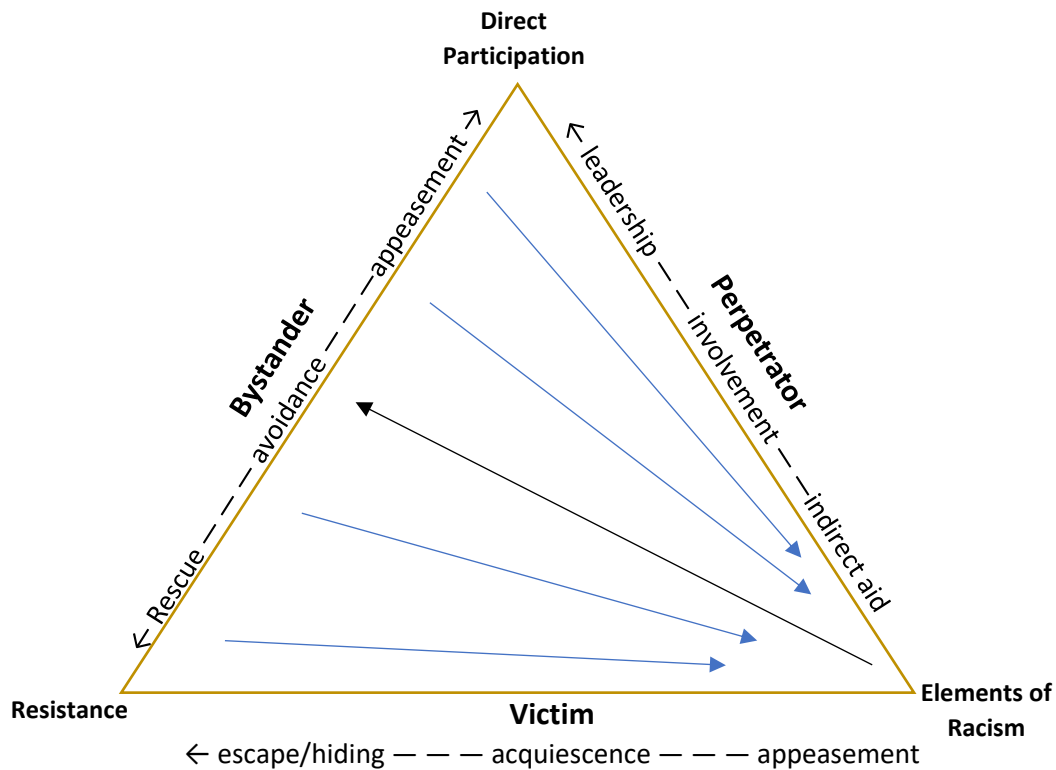 Direct
Participation
Bystander
← Rescue — — — avoidance — — —appeasement →
← leadership — — — involvement — — —indirect aid
Perpetrator
Resistance
Victim
Elements of
Racism
← escape/hiding — — — acquiescence — — — appeasement